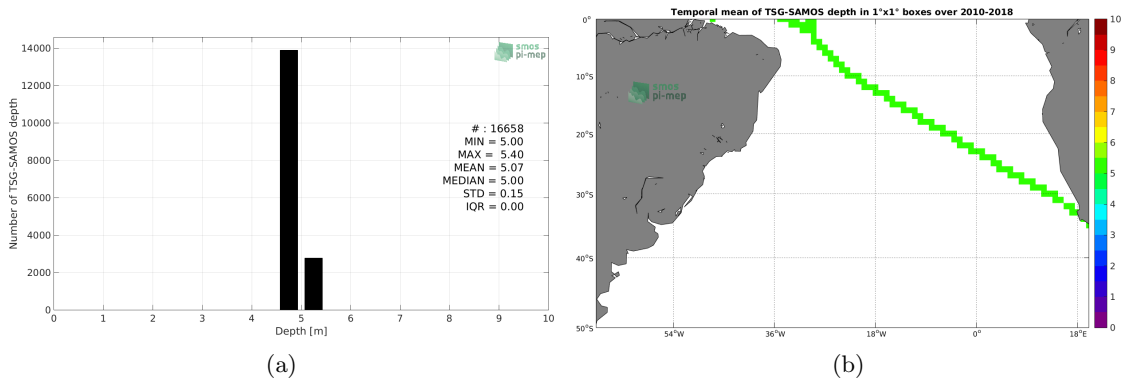 smos
pi-mep
14000
12000
10000
8000
6000
4000
2000
0
Number of TSG-SAMOS depth
# : 16658
MIN = 5.00
MAX = 5.40
MEAN = 5.07
MEDIAN = 5.00
STD = 0.15
IQR = 0.00
0 1 2 3 4 5 6 7 8 9 10
Depth [m]
(a)
Temporal mean of TSG-SAMOS depth in 1°x1° boxes over 2010-2018
0°
10°S
20°S
30°S
40°S
50°S
smos
pi-mep
54°W 36°W 18°W 0° 18°E
10
9
8
7
6
5
4
3
2
1
0
(b)